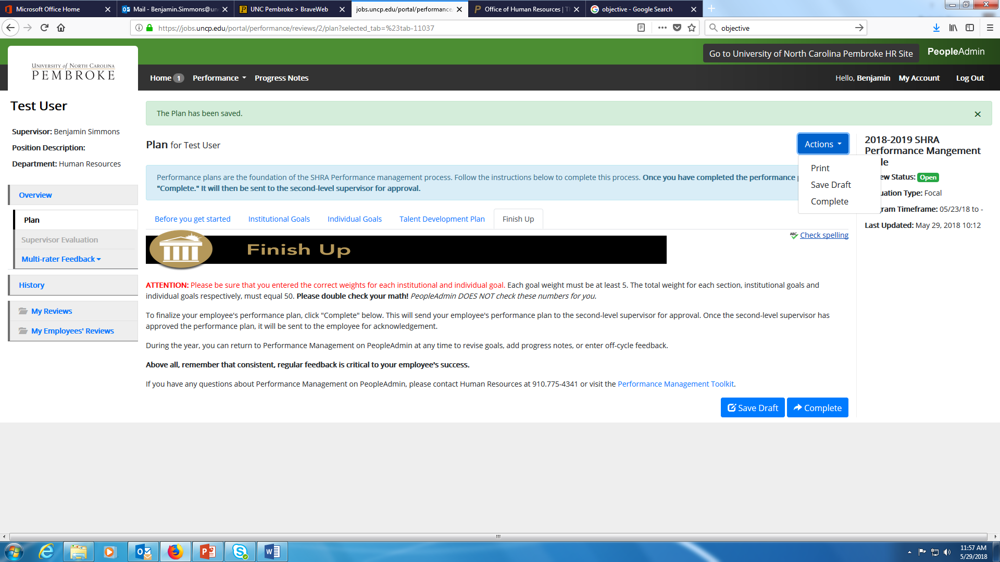 Microsoft Office Home
Mail - Benjamin.Simmons@un
UNC Pembroke > BraveWeb
jobs.uncp.edu/portal/performance
Office of Human Resources | T
objective - Google Search
https://jobs.uncp.edu/portal/performance/reviews/2/plan?selected_tab=%23tab-11037
objective
Go to University of North Carolina Pembroke HR Site
PeopleAdmin
University of North Carolina
PEMBROKE
Home 1
Performance
Progress Notes
Hello, Benjamin
My Account
Log Out
Test User
Supervisor: Benjamin Simmons
Position Description:
Department: Human Resources
Overview
Plan
Supervisor Evaluation
Multi-rater Feedback
History
My Reviews
My Employees' Reviews
The Plan has been saved.
Plan for Test User
Actions
Print
Save Draft
Complete
Performance plans are the foundation of the SHRA Performance management process. Follow the instructions below to complete this process. Once you have completed the performance
"Complete." It will then be sent to the second-level supervisor for approval.
Before you get started
Institutional Goals
Individual Goals
Talent Development Plan
Finish Up
ABC
Check spelling
Finish Up
ATTENTION: Please be sure that you entered the correct weights for each institutional and individual goal. Each goal weight must be at least 5. The total weight for each section, institutional goals and
individual goals respectively, must equal 50. Please double check your math! PeopleAdmin DOES NOT check these numbers for you.
To finalize your employee's performance plan, click "Complete" below. This will send your employee's performance plan to the second-level supervisor for approval. Once the second-level supervisor has
approved the performance plan, it will be sent to the employee for acknowledgement.
During the year, you can return to Performance Management on PeopleAdmin at any time to revise goals, add progress notes, or enter off-cycle feedback.
Above all, remember that consistent, regular feedback is critical to your employee's success.
If you have any questions about Performance Management on PeopleAdmin, please contact Human Resources at 910.775-4341 or visit the Performance Management Toolkit.
Save Draft
Complete
2018-2019 SHRA
Performance Mangement
le
ew Status: Open
uation Type: Focal
ram Timeframe: 05/23/18 to -
Last Updated: May 29, 2018 10:12
11:57 AM
5/29/2018